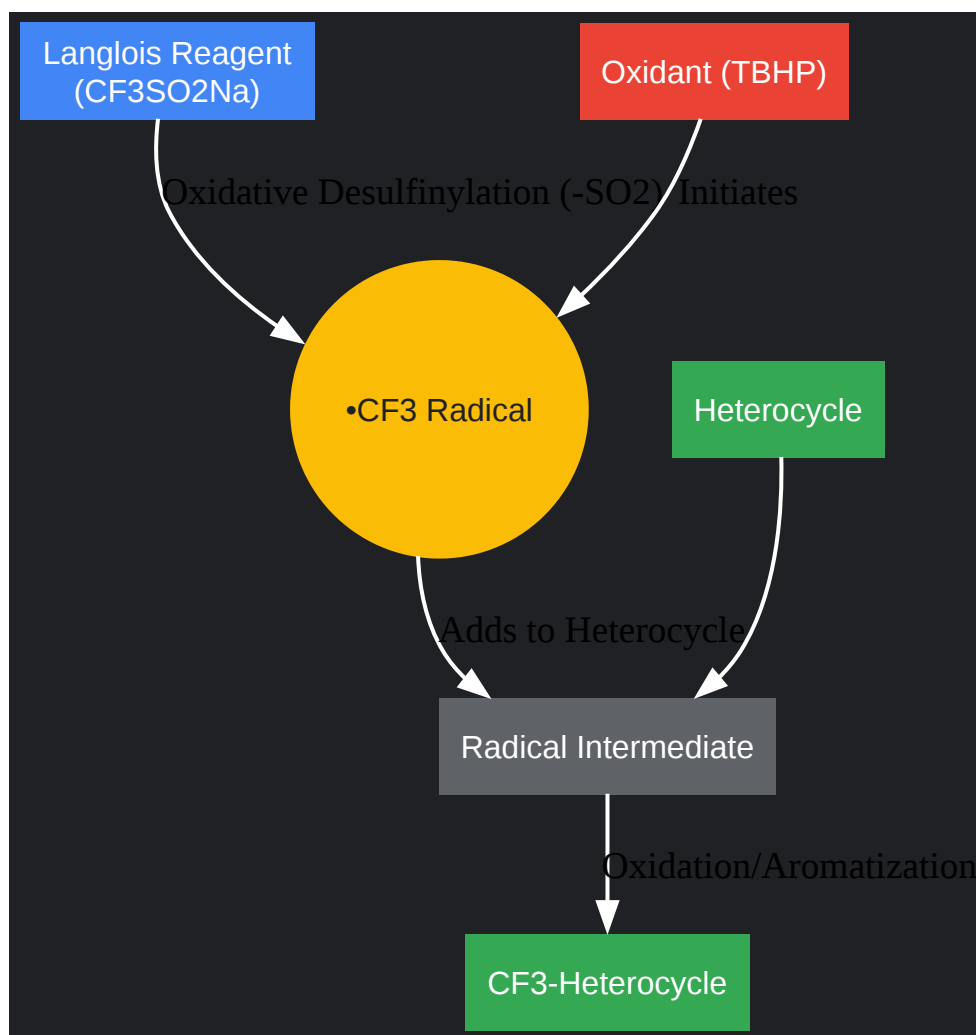 Langlois Reagent
(CF3SO2Na)
Oxidant (TBHP)
Oxidative Desulfinylation (-SO2)
Initiates
•CF3 Radical
Heterocycle
Adds to Heterocycle
Radical Intermediate
Oxidation/Aromatization
CF3-Heterocycle